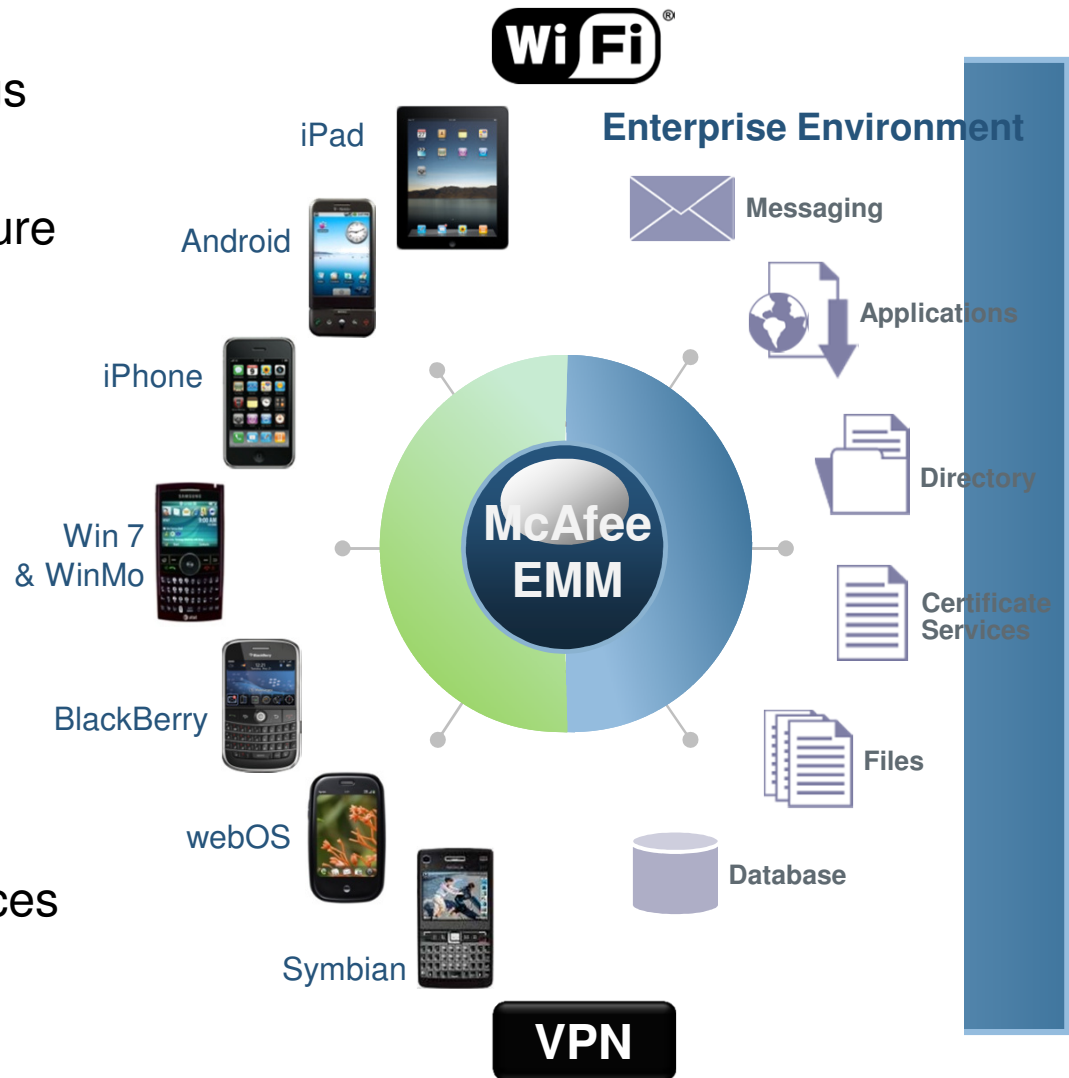 Wi Fi ®
us
iPad
Enterprise Environment
Messaging
ure
Android
Applications
iPhone
Directory
McAfee
EMM
Win 7
& WinMo
Certificate
Services
BlackBerry
Files
webOS
Database
ces
Symbian
VPN